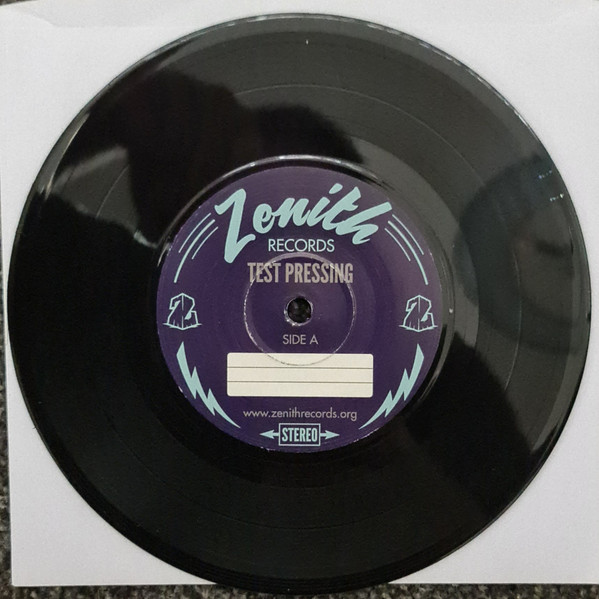 Zenith
RECORDS
TEST PRESSING
Z Z
SIDE A
www.zenithrecords.org
STEREO